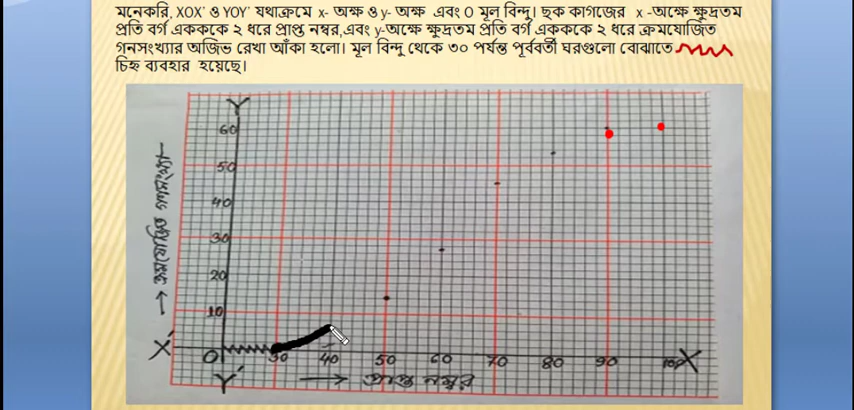 মনেকরি, XOX' ও YOY' যথাক্রমে x- অক্ষ ও y- অক্ষ এবং O মূল বিন্দু। ছক কাগজের x -অক্ষে ক্ষুদ্রতম
প্রতি বর্গ একককে ২ ধরে প্রাপ্ত নম্বর,এবং y-অক্ষে ক্ষুদ্রতম প্রতি বর্গ একককে ২ ধরে ক্রমযোজিত
গনসংখ্যার অজিভ রেখা আঁকা হলো। মূল বিন্দু থেকে ৩০ পর্যন্ত পূর্ববর্তী ঘরগুলো বোঝাতে
চিহ্ন ব্যবহার হয়েছে।
Y
60
50
40
30
20
10
ক্রমযোজিত গণসংখ্যা
X' O 30 40 50 60 70 80 90 100 X
Y'
প্রাপ্ত নম্বর